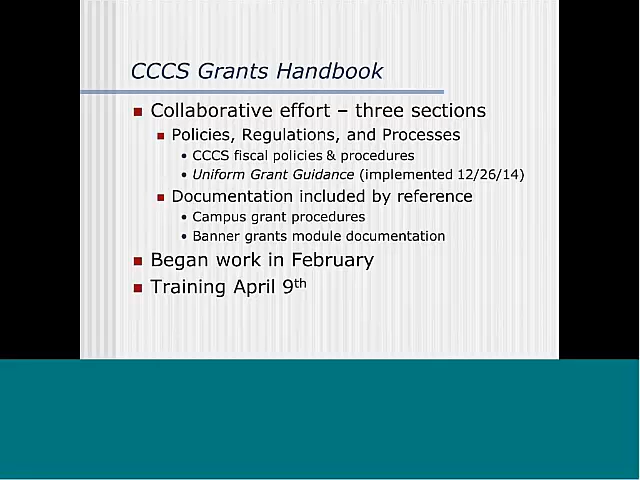 CCCS Grants Handbook
Collaborative effort – three sections
Policies, Regulations, and Processes
CCCS fiscal policies & procedures
Uniform Grant Guidance (implemented 12/26/14)
Documentation included by reference
Campus grant procedures
Banner grants module documentation
Began work in February
Training April 9th